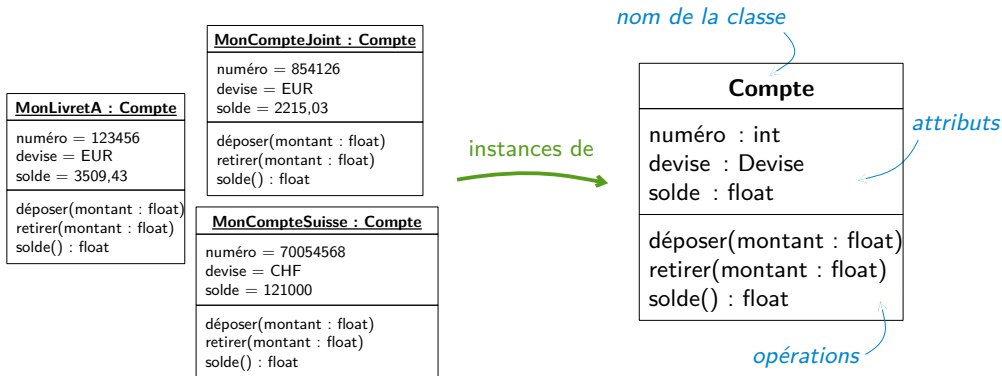 MonLivretA : Compte
numéro = 123456
devise = EUR
solde = 3509,43
déposer(montant : float)
retirer(montant : float)
solde() : float
MonCompteJoint : Compte
numéro = 854126
devise = EUR
solde = 2215,03
déposer(montant : float)
retirer(montant : float)
solde() : float
MonCompteSuisse : Compte
numéro = 70054568
devise = CHF
solde = 121000
déposer(montant : float)
retirer(montant : float)
solde() : float
instances de
nom de la classe
Compte
numéro : int
devise : Devise
solde : float
attributs
déposer(montant : float)
retirer(montant : float)
solde() : float
opérations